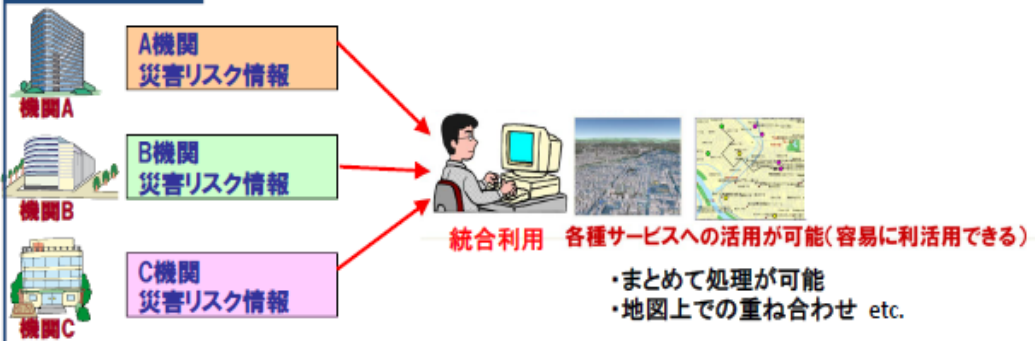 A機関
災害リスク情報
機関A
B機関
災害リスク情報
機関B
統合利用
各種サービスへの活用が可能(容易に利活用できる)
C機関
災害リスク情報
機関C
・まとめて処理が可能
・地図上での重ね合わせ etc.